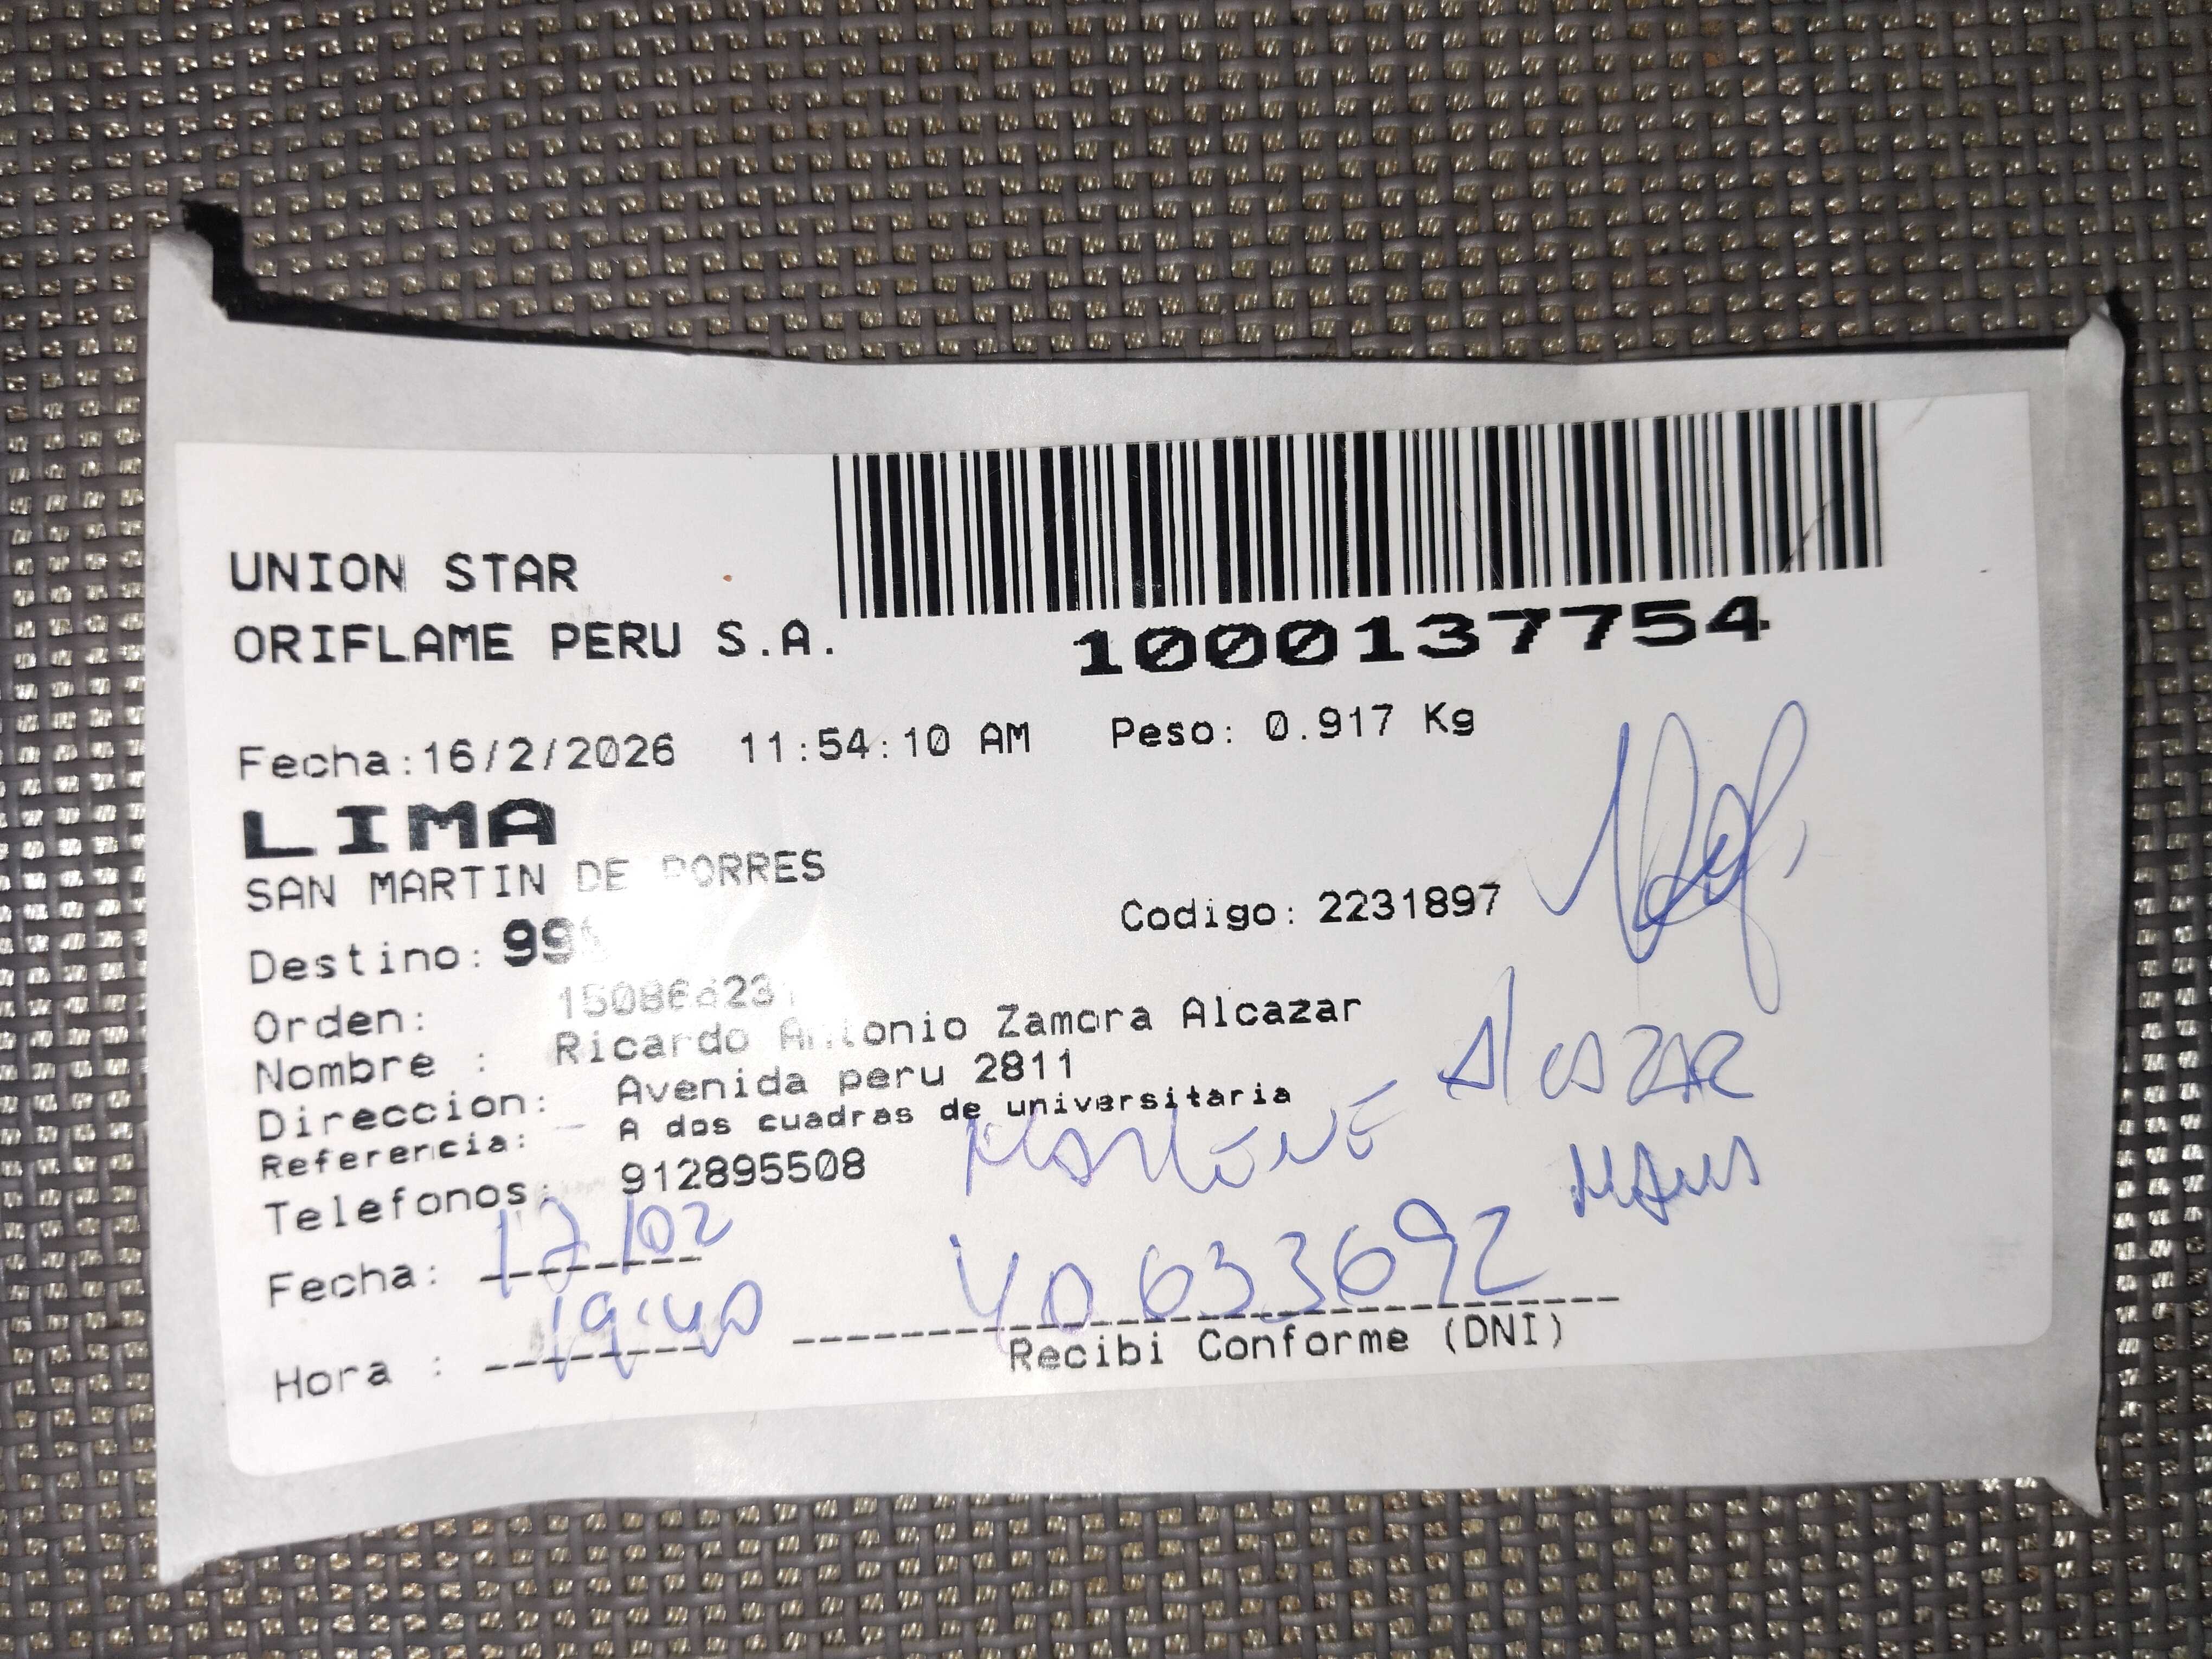 UNION STAR
ORIFLAME PERU S.A.
1000137754
Fecha:16/2/2026 11:54:10 AM Peso: 0.917 Kg
LIMA
SAN MARTIN DE PORRES
Destino: Codigo: 2231897
Orden:
Nombre : Ricardo Antonio Zamora Alcazar
Direccion: Avenida peru 2811
Referencia: A dos cuadras de universitaria
Telefonos: 912895508
Alcazar
Fecha: 17/02
Hora : 19:40
40633692
Recibi Conforme (DNI)